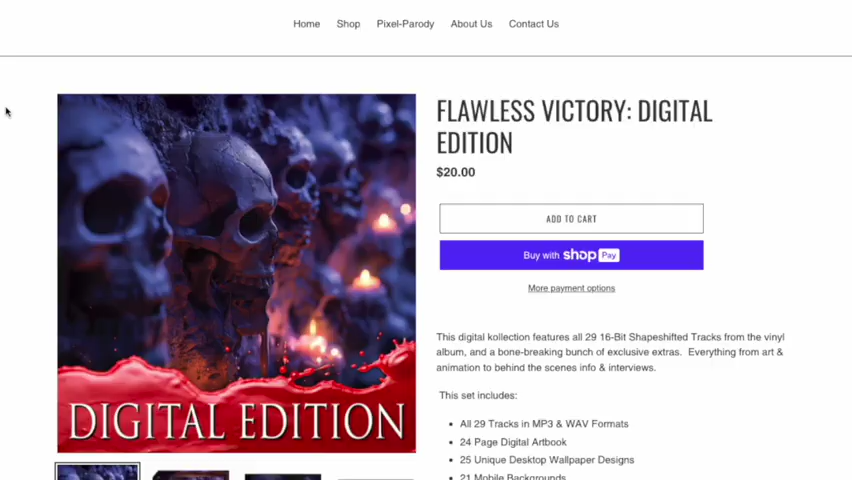 Home Shop Pixel-Parody About Us Contact Us
FLAWLESS VICTORY: DIGITAL
EDITION
$20.00
ADD TO CART
Buy with shop Pay
More payment options
This digital kollection features all 29 16-Bit Shapeshifted Tracks from the vinyl
album, and a bone-breaking bunch of exclusive extras. Everything from art &
animation to behind the scenes info & interviews.
This set includes:
All 29 Tracks in MP3 & WAV Formats
24 Page Digital Artbook
25 Unique Desktop Wallpaper Designs
21 Mobile Backgrounds
DIGITAL EDITION